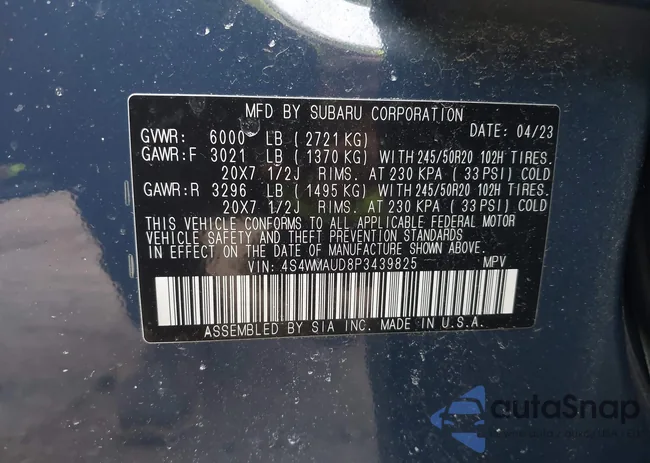 MFD BY SUBARU CORPORATION
GVWR: 6000 LB ( 2721 KG) DATE: 04/23
GAWR:F 3021 LB ( 1370 KG) WITH 245/50R20 102H TIRES.
20X7 1/2J RIMS. AT 230 KPA ( 33 PSI) COLD
GAWR:R 3296 LB ( 1495 KG) WITH 245/50R20 102H TIRES.
20X7 1/2J RIMS. AT 230 KPA ( 33 PSI) COLD
THIS VEHICLE CONFORMS TO ALL APPLICABLE FEDERAL MOTOR
VEHICLE SAFETY AND THEFT PREVENTION STANDARDS
IN EFFECT ON THE DATE OF MANUFACTURE SHOWN ABOVE.
VIN: 4S4WMAUD8P3439825 MPV
ASSEMBLED BY SIA INC. MADE IN U.S.A.
autoSnap